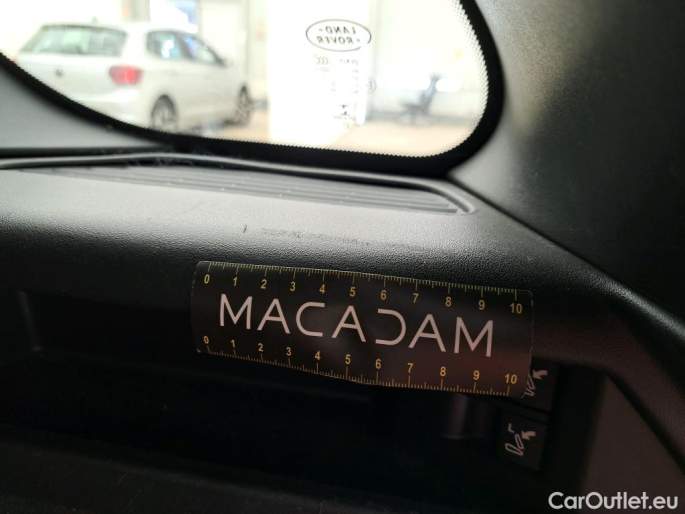 LAND-
-ROVER
0 1 2 3 4 5 6 7 8 9 10
MACADAM
0 1 2 3 4 5 6 7 8 9 10
CarOutlet.eu